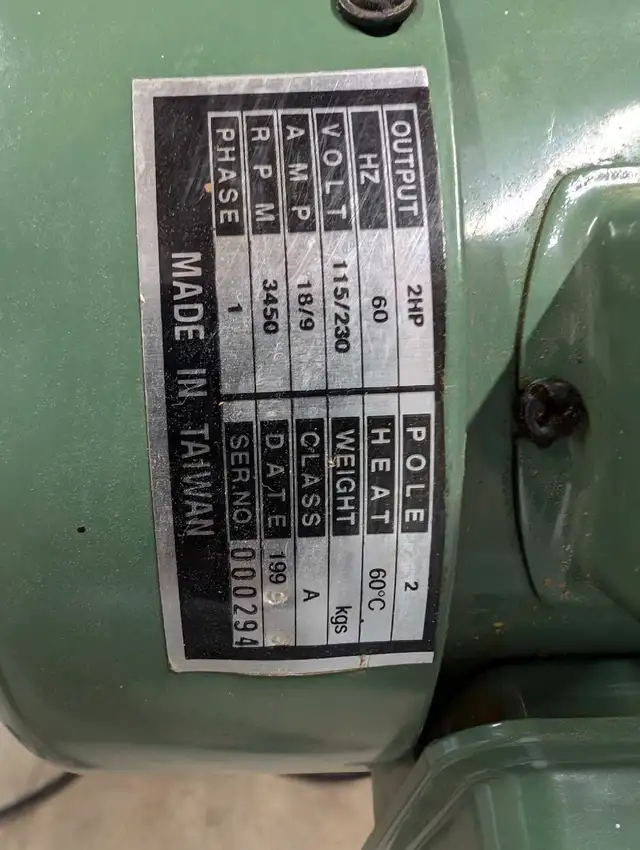 OUTPUT 2HP POLE 2
HZ 60 HEAT 60°C
VOLT 115/230 WEIGHT kgs
AMP 18/9 CLASS A
RPM 3450 DATE 199
PHASE 1 SER.NO. 000294
MADE IN TAIWAN